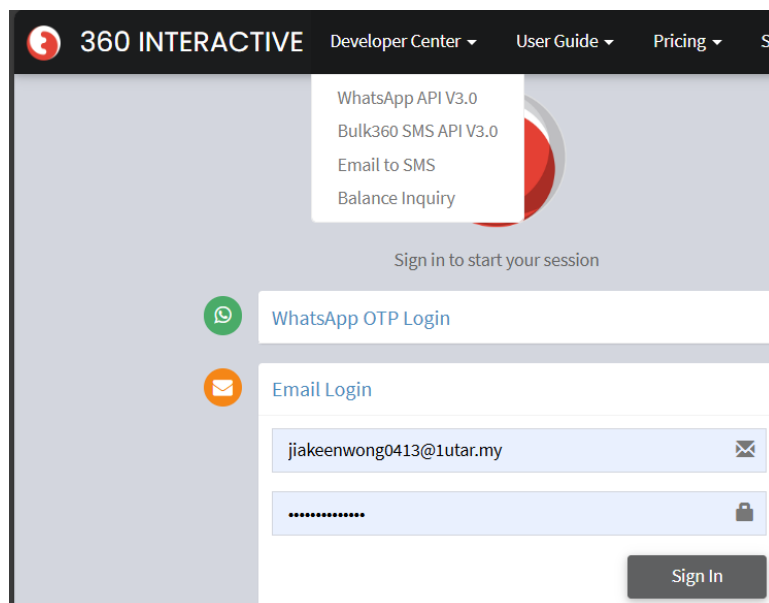 360 INTERACTIVE Developer Center User Guide Pricing
WhatsApp API V3.0
Bulk360 SMS API V3.0
Email to SMS
Balance Inquiry
Sign in to start your session
WhatsApp OTP Login
Email Login
jiakeenwong0413@1utar.my
••••••••••••••
Sign In